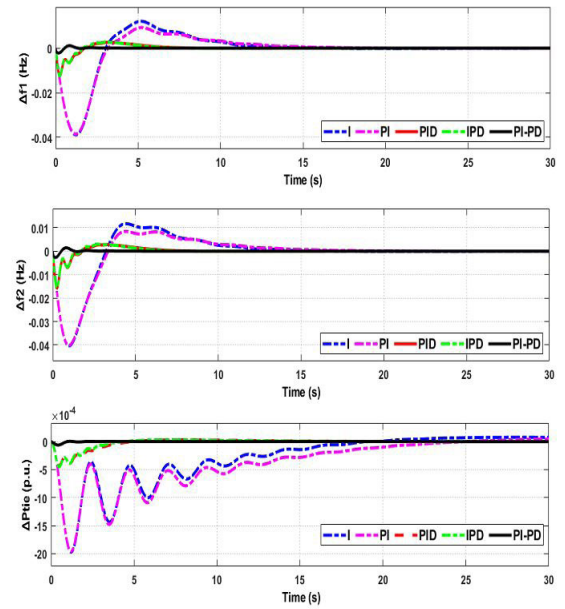 Δf1 (Hz)
0
-0.02
-0.04
I PI PID IPD PI-PD
0 5 10 15 20 25 30
Time (s)
Δf2 (Hz)
0.01
0
-0.01
-0.02
-0.03
-0.04
I PI PID IPD PI-PD
0 5 10 15 20 25 30
Time (s)
×10-4
ΔPtie (p.u.)
0
-5
-10
-15
-20
I PI PID IPD PI-PD
0 5 10 15 20 25 30
Time (s)